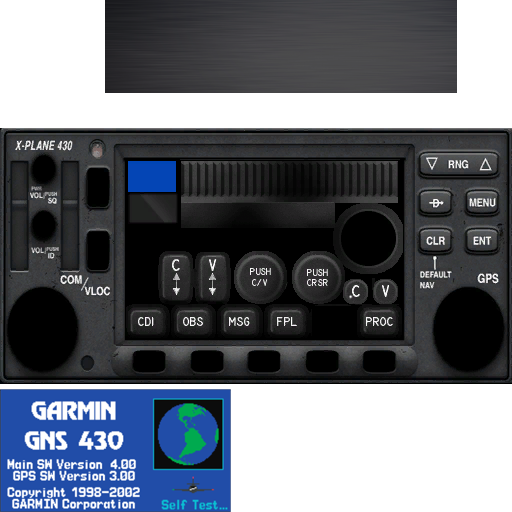 X-PLANE 430
PWR
VOL/PUSH
SQ
VOL/PUSH
ID
COM/VLOC
C
V
PUSH
C/V
PUSH
CRSR
C
V
CDI
OBS
MSG
FPL
PROC
RNG
D
MENU
CLR
ENT
DEFAULT
NAV
GPS
GARMIN
GNS 430
Main SW Version 4.00
GPS SW Version 3.00
Copyright 1998-2002
GARMIN Corporation
Self Test...